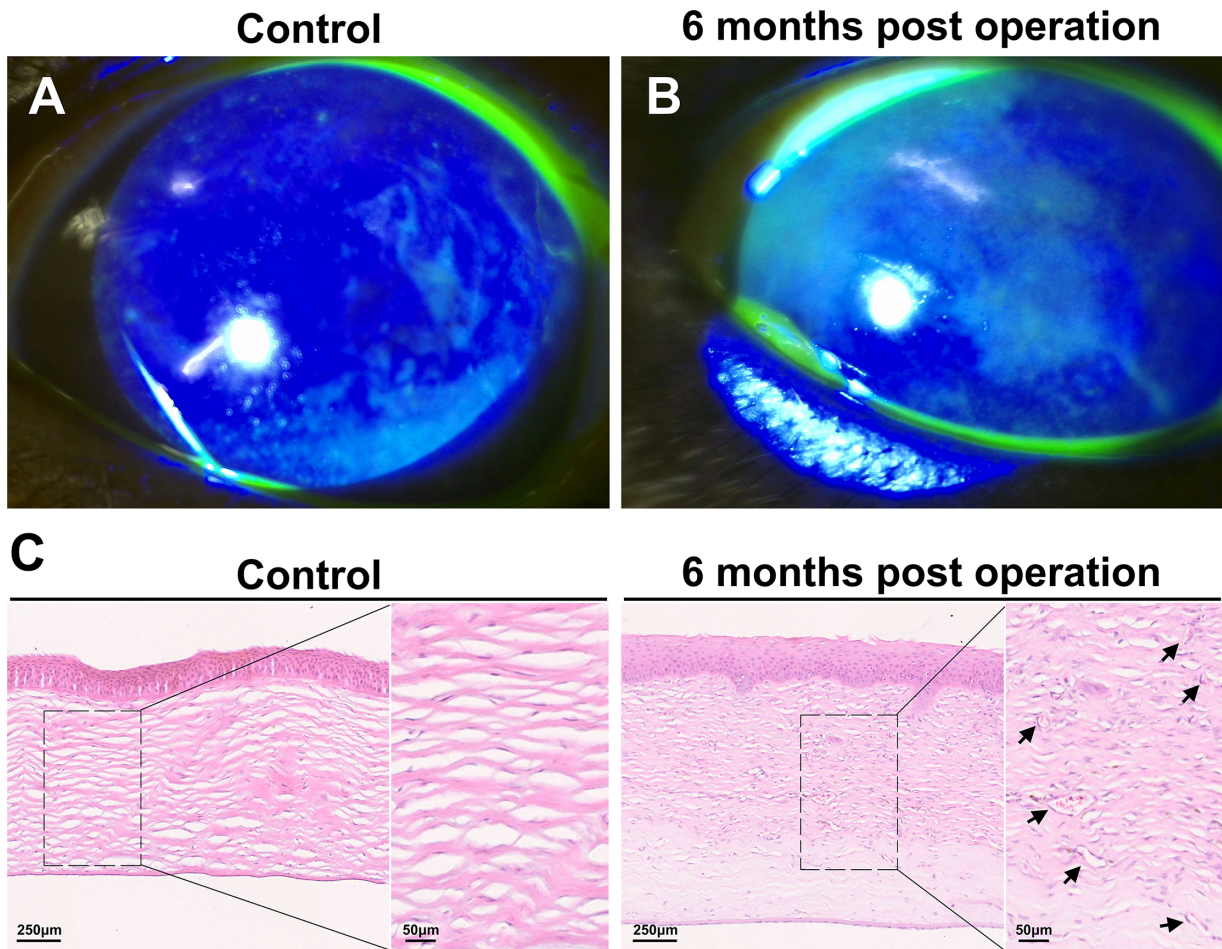 Control
6 months post operation
A
B
C
Control
6 months post operation
250µm
50µm
250µm
50µm